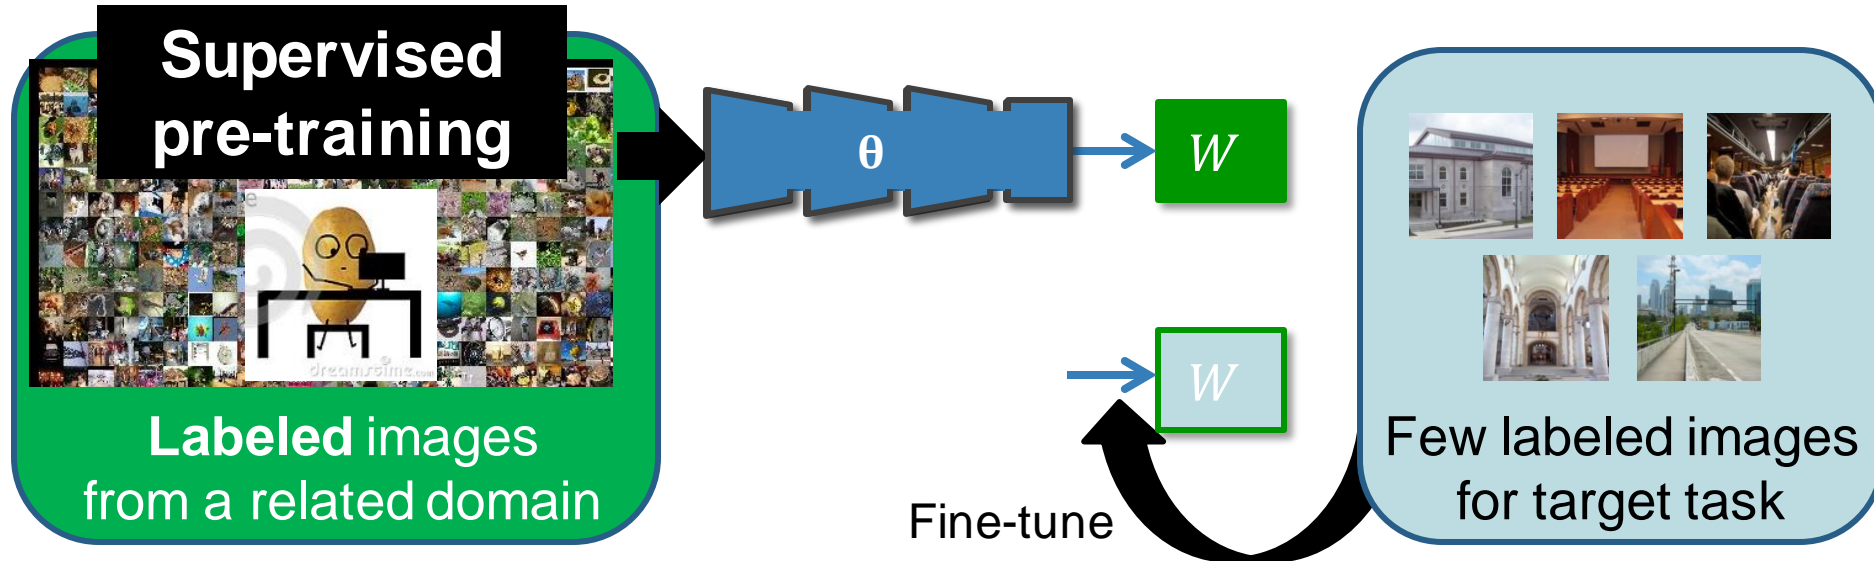 Supervised
pre-training
Labeled images
from a related domain
θ
W
W
Fine-tune
Few labeled images
for target task